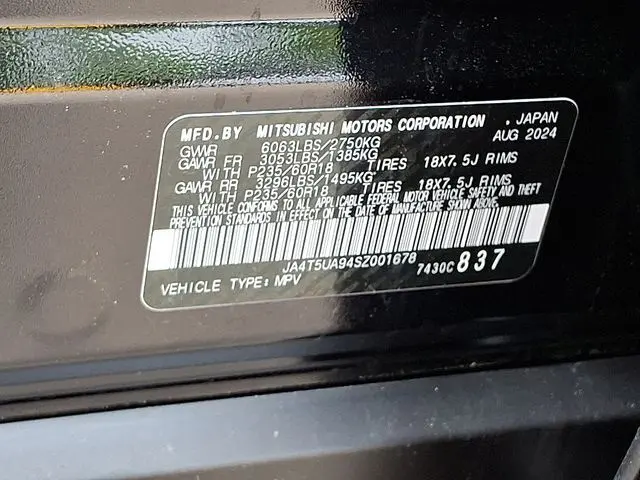 MFD.BY MITSUBISHI MOTORS CORPORATION . JAPAN
GVWR 6063LBS/2750KG AUG 2024
GAWR FR 3053LBS/1385KG
WITH P235/60R18 TIRES 18X7.5J RIMS
GAWR RR 3296LBS/1495KG
WITH P235/60R18 TIRES 18X7.5J RIMS
THIS VEHICLE CONFORMS TO ALL APPLICABLE FEDERAL MOTOR VEHICLE SAFETY AND THEFT
PREVENTION STANDARDS IN EFFECT ON THE DATE OF MANUFACTURE SHOWN ABOVE.
JA4T5UA94SZ001678
VEHICLE TYPE: MPV 7430C 837